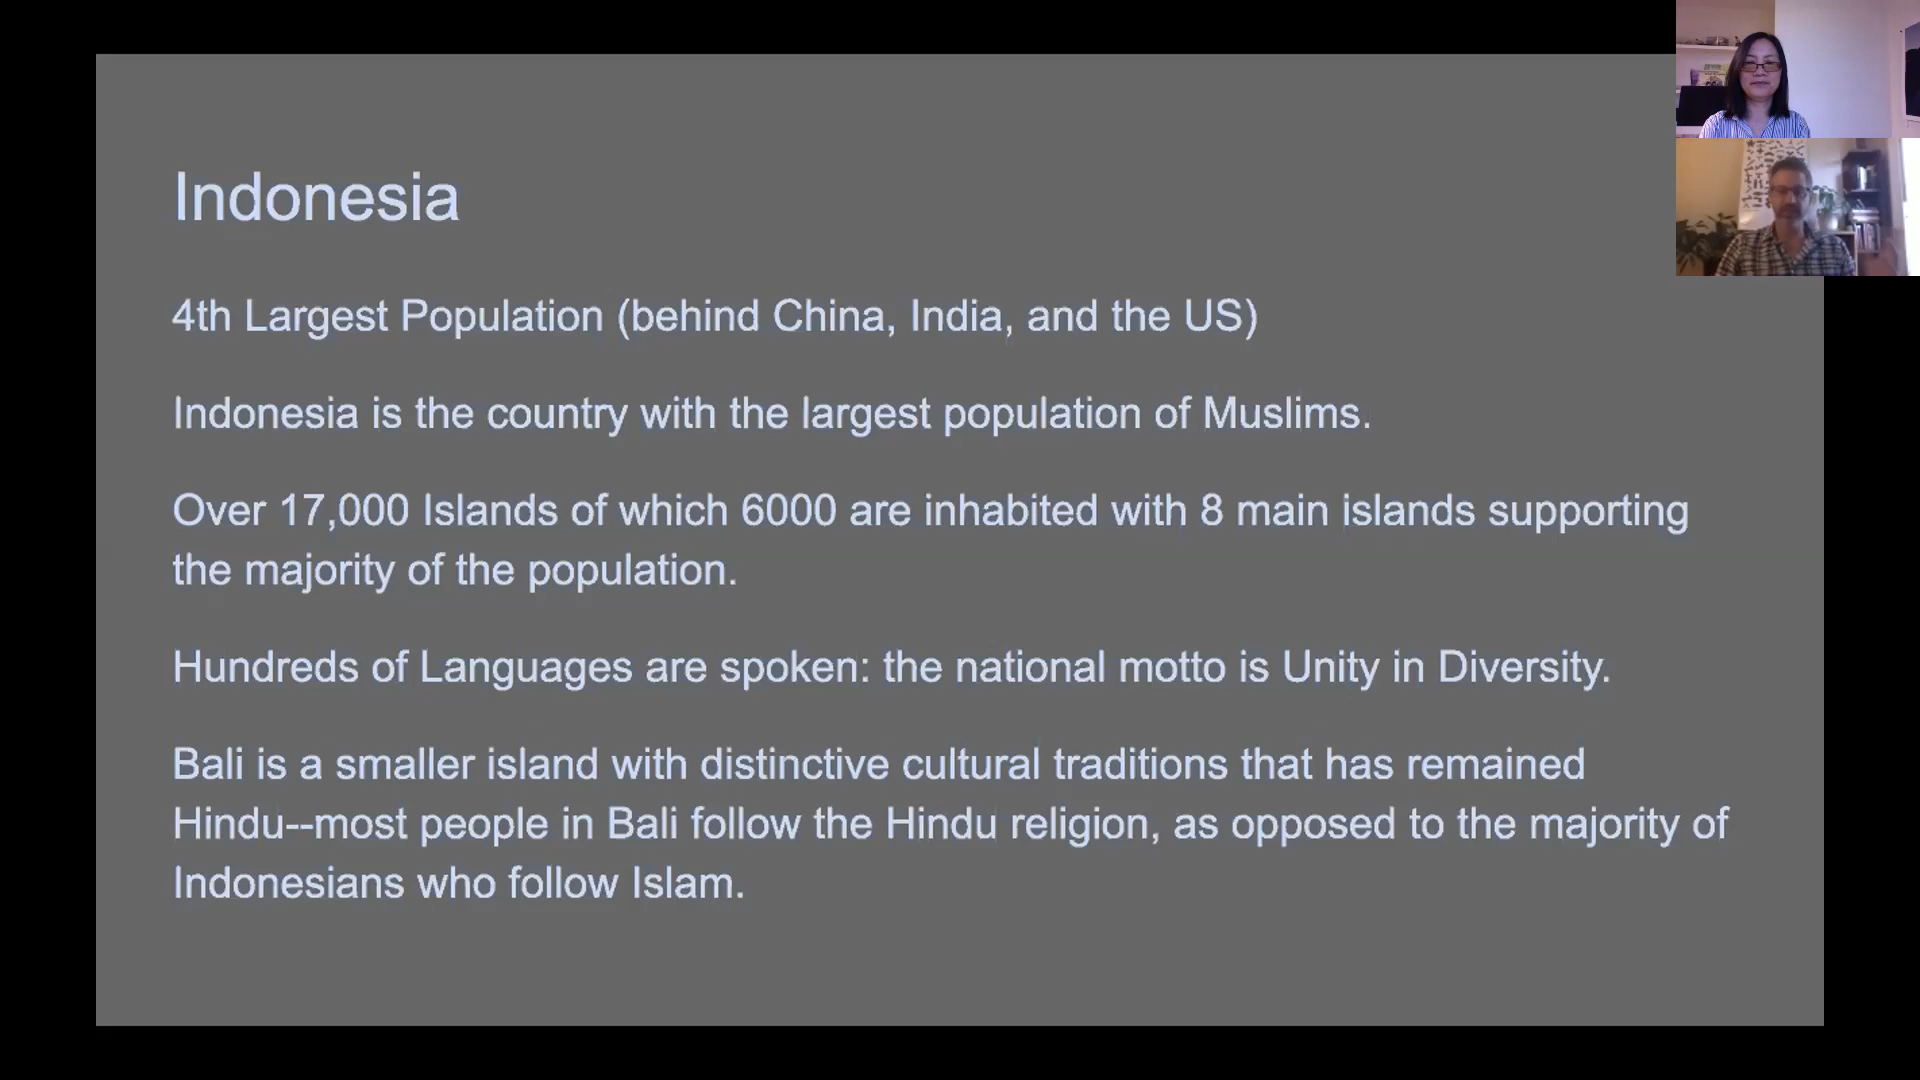 Indonesia
4th Largest Population (behind China, India, and the US)
Indonesia is the country with the largest population of Muslims.
Over 17,000 Islands of which 6000 are inhabited with 8 main islands supporting
the majority of the population.
Hundreds of Languages are spoken: the national motto is Unity in Diversity.
Bali is a smaller island with distinctive cultural traditions that has remained
Hindu--most people in Bali follow the Hindu religion, as opposed to the majority of
Indonesians who follow Islam.